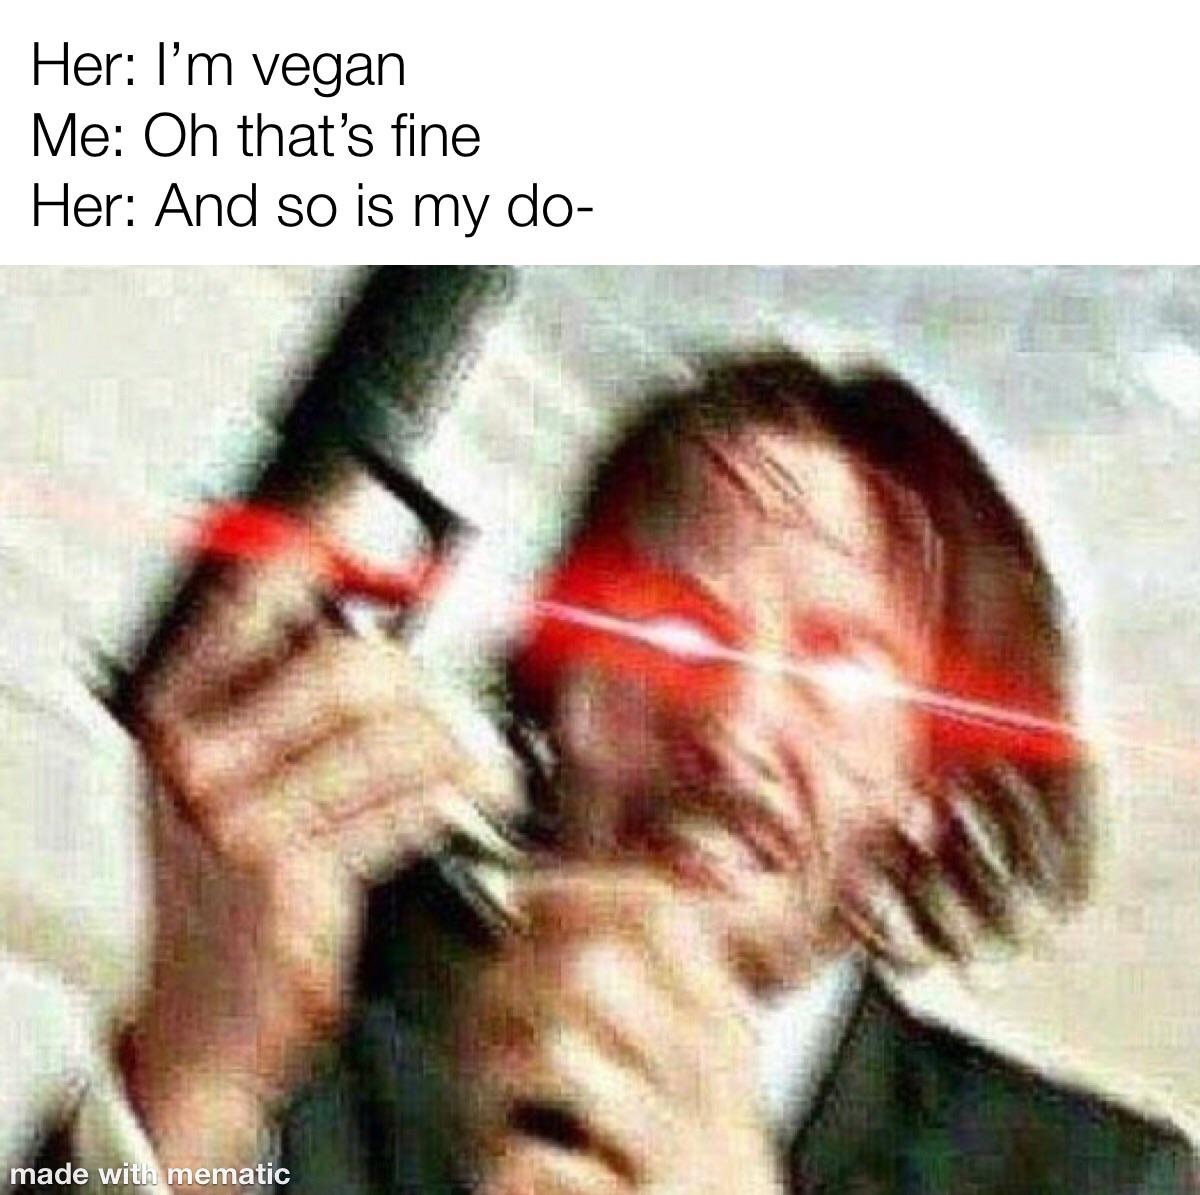 Her: I’m vegan
Me: Oh that’s fine
Her: And so is my do-
made with mematic